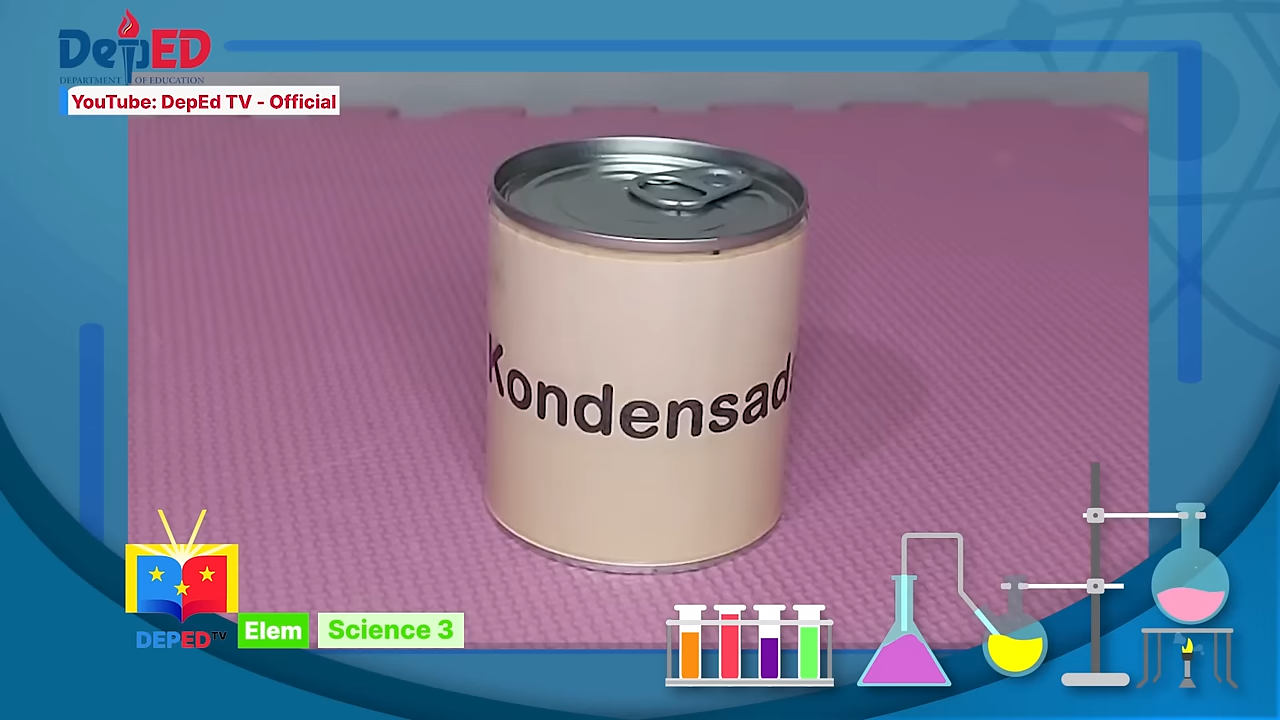 DepED
DEPARTMENT OF EDUCATION
YouTube: DepEd TV - Official
Kondensad
DEPED TV
Elem
Science 3